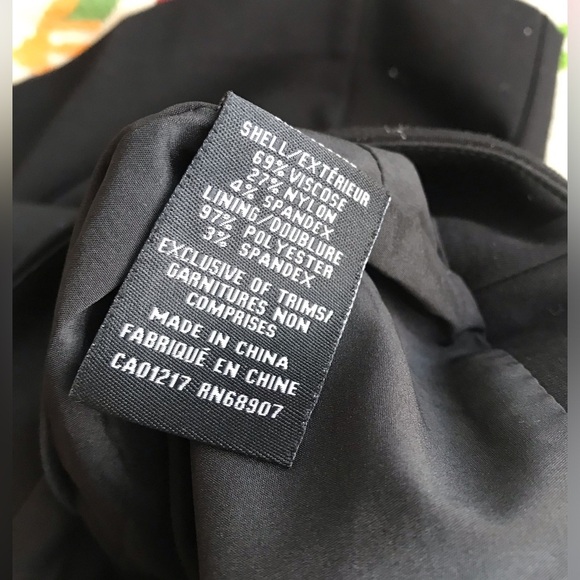 SHELL/EXTÉRIEUR
69% VISCOSE
27% NYLON
4% SPANDEX
LINING/DOUBLURE
97% POLYESTER
3% SPANDEX
EXCLUSIVE OF TRIMS/
GARNITURES NON
COMPRISES
MADE IN CHINA
FABRIQUÉ EN CHINE
CA01217 RN68907